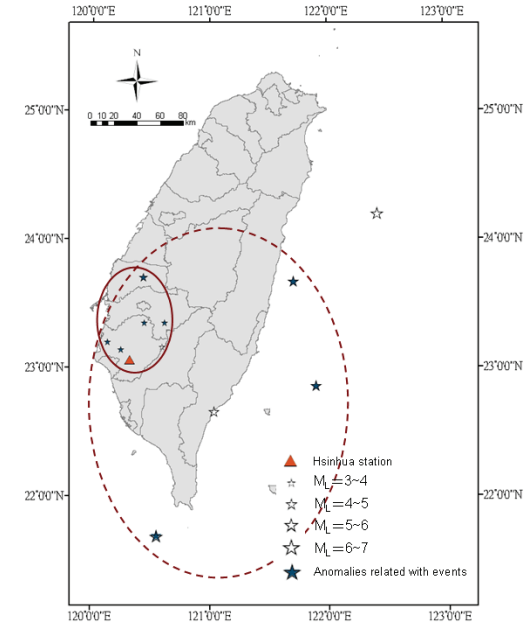 120°0'0"E 121°0'0"E 122°0'0"E 123°0'0"E
N
0 10 20 40 60 80
km
25°0'0"N 25°0'0"N
24°0'0"N 24°0'0"N
23°0'0"N 23°0'0"N
22°0'0"N 22°0'0"N
Hsinhua station
ML=3~4
ML=4~5
ML=5~6
ML=6~7
Anomalies related with events
120°0'0"E 121°0'0"E 122°0'0"E 123°0'0"E